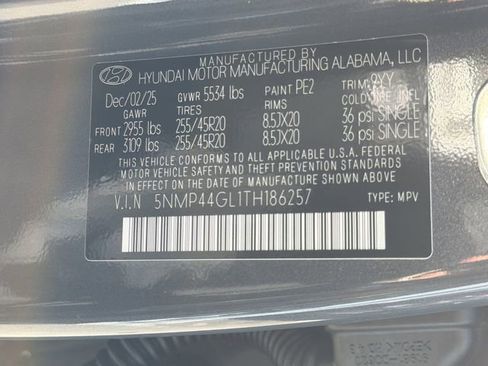 MANUFACTURED BY
HYUNDAI MOTOR MANUFACTURING ALABAMA, LLC
Dec/02/25 GVWR 5534 lbs PAINT PE2 TRIM: 9YY
GAWR TIRES RIMS COLD TIRE INFL
FRONT 2955 lbs 255/45R20 8.5JX20 36 psi SINGLE
REAR 3109 lbs 255/45R20 8.5JX20 36 psi SINGLE
THIS VEHICLE CONFORMS TO ALL APPLICABLE U.S.A. FEDERAL
MOTOR VEHICLE SAFETY AND THEFT PREVENTION STANDARDS
IN EFFECT ON THE DATE OF MANUFACTURE SHOWN ABOVE.
V.I.N 5NMP44GL1TH186257 TYPE: MPV